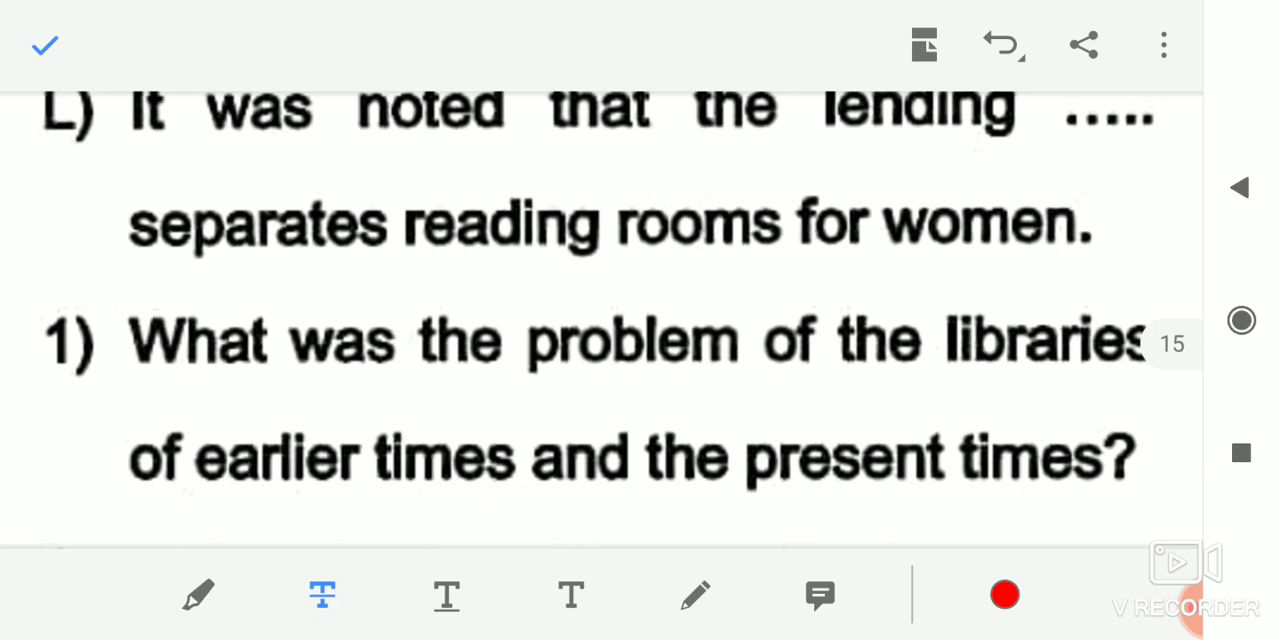 L) It was noted that the lending .....
separates reading rooms for women.
1) What was the problem of the libraries
15
of earlier times and the present times?
T T T
V RECORDER